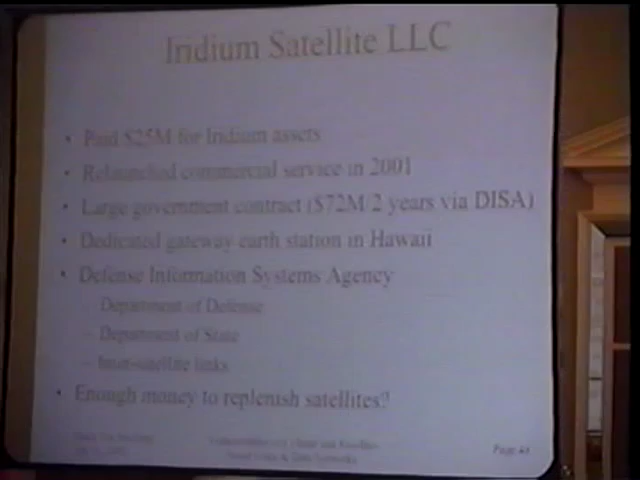 Iridium Satellite LLC
• Paid $25M for Iridium assets
• Relaunched commercial service in 2001
• Large government contract ($72M/2 years via DISA)
• Dedicated gateway earth station in Hawaii
• Defense Information Systems Agency
– Department of Defense
– Department of State
– Inter-satellite links
• Enough money to replenish satellites?
Page